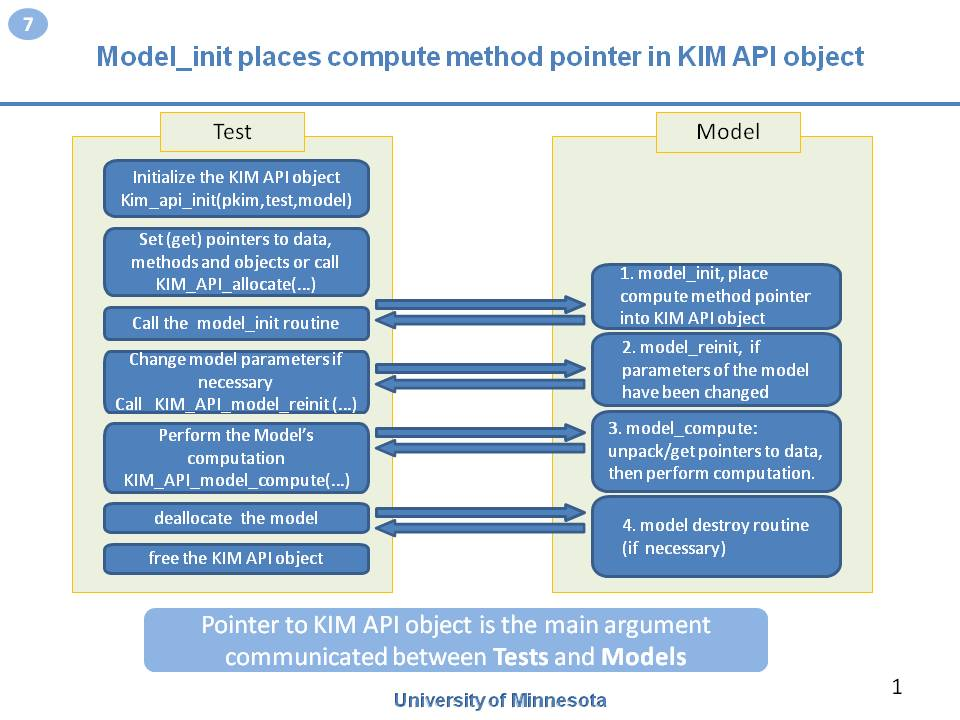 7
Model_init places compute method pointer in KIM API object
Test
Initialize the KIM API object
Kim_api_init(pkim,test,model)
Set (get) pointers to data,
methods and objects or call
KIM_API_allocate(...)
Call the model_init routine
Change model parameters if
necessary
Call KIM_API_model_reinit (...)
Perform the Model's
computation
KIM_API_model_compute(...)
deallocate the model
free the KIM API object
Model
1. model_init, place
compute method pointer
into KIM API object
2. model_reinit, if
parameters of the model
have been changed
3. model_compute:
unpack/get pointers to data,
then perform computation.
4. model destroy routine
(if necessary)
Pointer to KIM API object is the main argument
communicated between Tests and Models
University of Minnesota
1